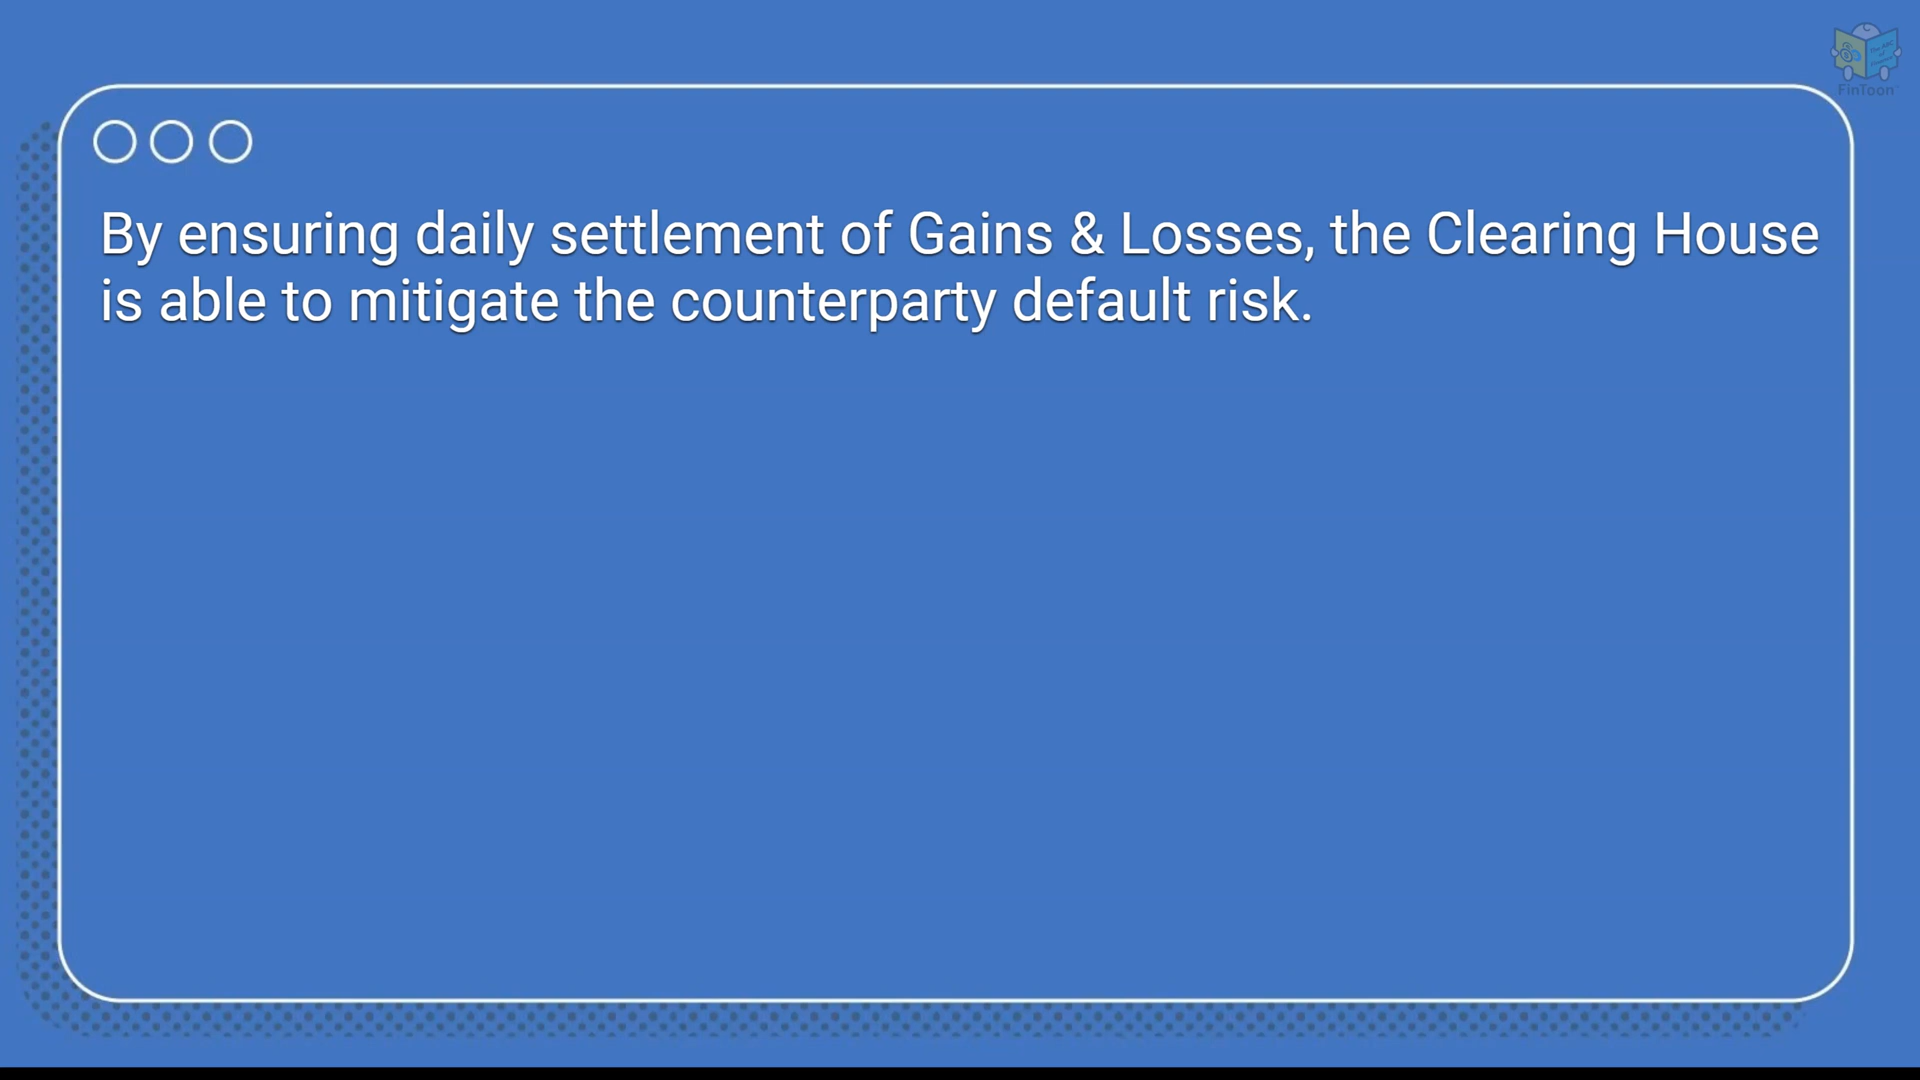 By ensuring daily settlement of Gains & Losses, the Clearing House
is able to mitigate the counterparty default risk.
FinToon